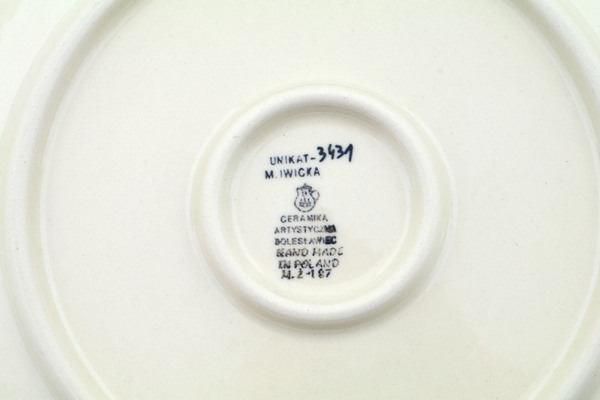 UNIKAT-3431
M. IWICKA
CERAMIKA
ARTYSTYCZNA
BOLESŁAWIEC
HAND MADE
IN POLAND